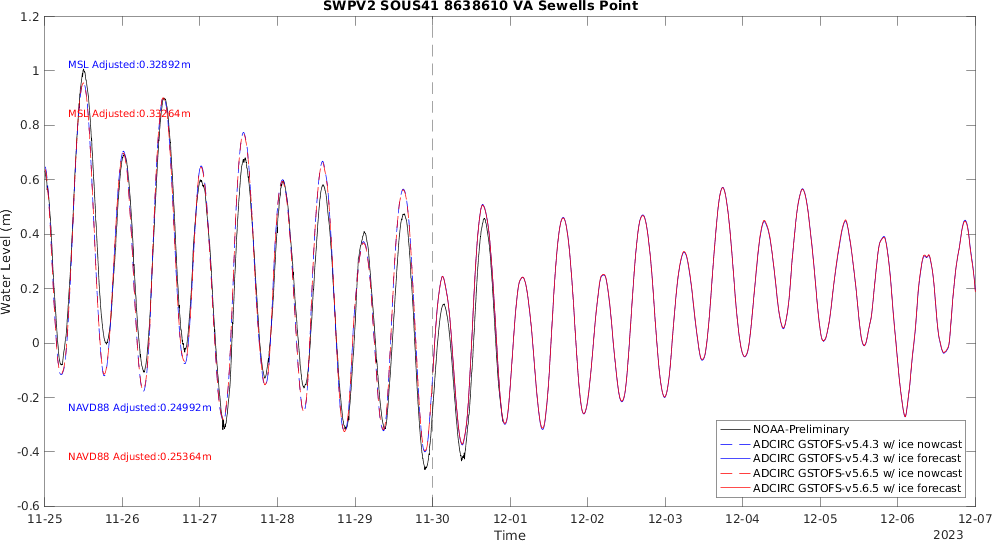 SWPV2 SOUS41 8638610 VA Sewells Point
1.2
1
0.8
0.6
0.4
0.2
0
-0.2
-0.4
-0.6
Water Level (m)
MSL Adjusted:0.32892m
MSL Adjusted:0.33264m
NAVD88 Adjusted:0.24992m
NAVD88 Adjusted:0.25364m
NOAA-Preliminary
ADCIRC GSTOFS-v5.4.3 w/ ice nowcast
ADCIRC GSTOFS-v5.4.3 w/ ice forecast
ADCIRC GSTOFS-v5.6.5 w/ ice nowcast
ADCIRC GSTOFS-v5.6.5 w/ ice forecast
11-25 11-26 11-27 11-28 11-29 11-30 12-01 12-02 12-03 12-04 12-05 12-06 12-07
Time
2023